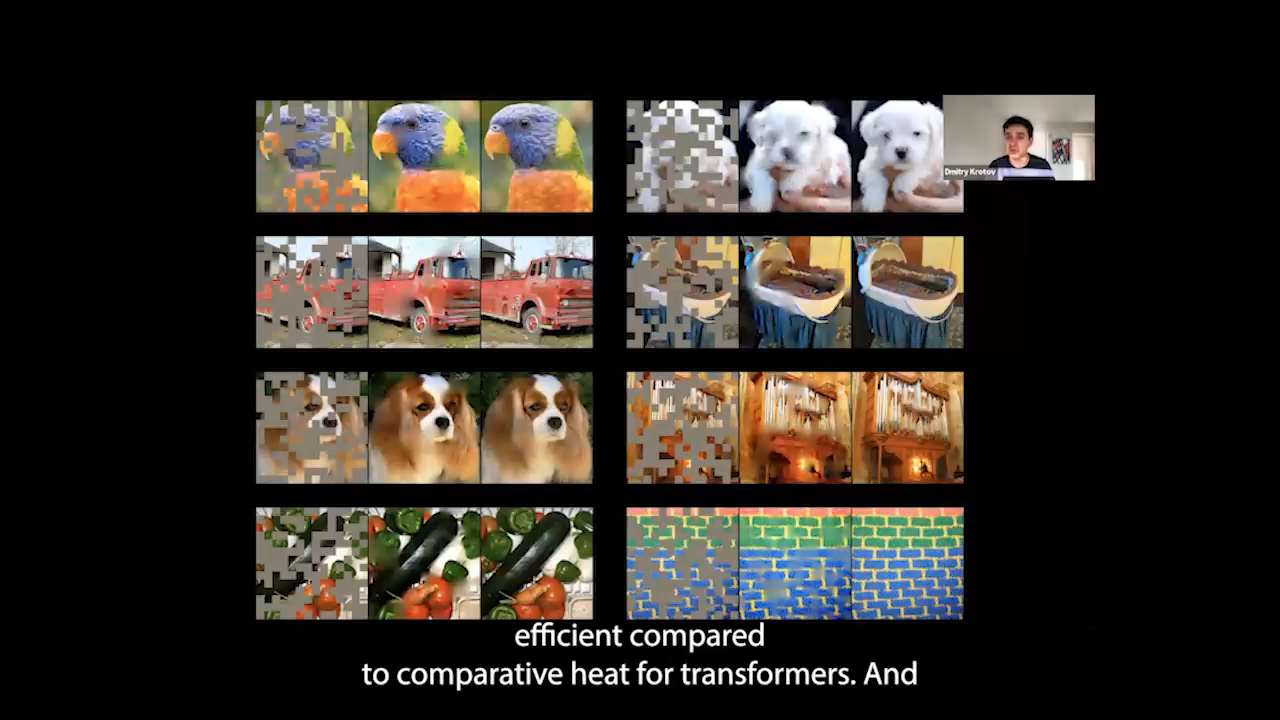 Dmitry Krotov
efficient compared
to comparative heat for transformers. And